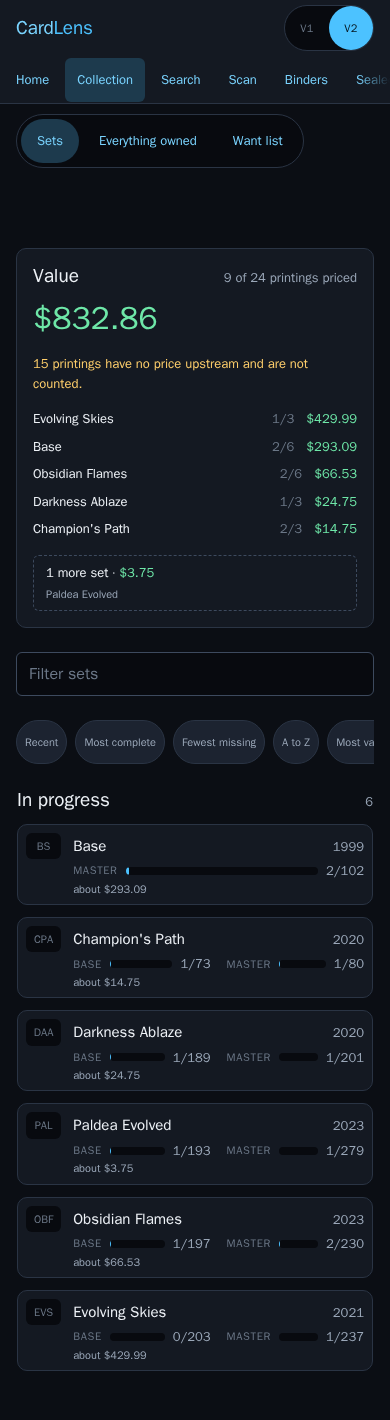 CardLens
V1 V2
Home Collection Search Scan Binders Seale
Sets Everything owned Want list
Value 9 of 24 printings priced
$832.86
15 printings have no price upstream and are not
counted.
Evolving Skies 1/3 $429.99
Base 2/6 $293.09
Obsidian Flames 2/6 $66.53
Darkness Ablaze 1/3 $24.75
Champion's Path 2/3 $14.75
1 more set · $3.75
Paldea Evolved
Filter sets
Recent Most complete Fewest missing A to Z Most va
In progress 6
BS Base 1999
MASTER 2/102
about $293.09
CPA Champion's Path 2020
BASE 1/73 MASTER 1/80
about $14.75
DAA Darkness Ablaze 2020
BASE 1/189 MASTER 1/201
about $24.75
PAL Paldea Evolved 2023
BASE 1/193 MASTER 1/279
about $3.75
OBF Obsidian Flames 2023
BASE 1/197 MASTER 2/230
about $66.53
EVS Evolving Skies 2021
BASE 0/203 MASTER 1/237
about $429.99